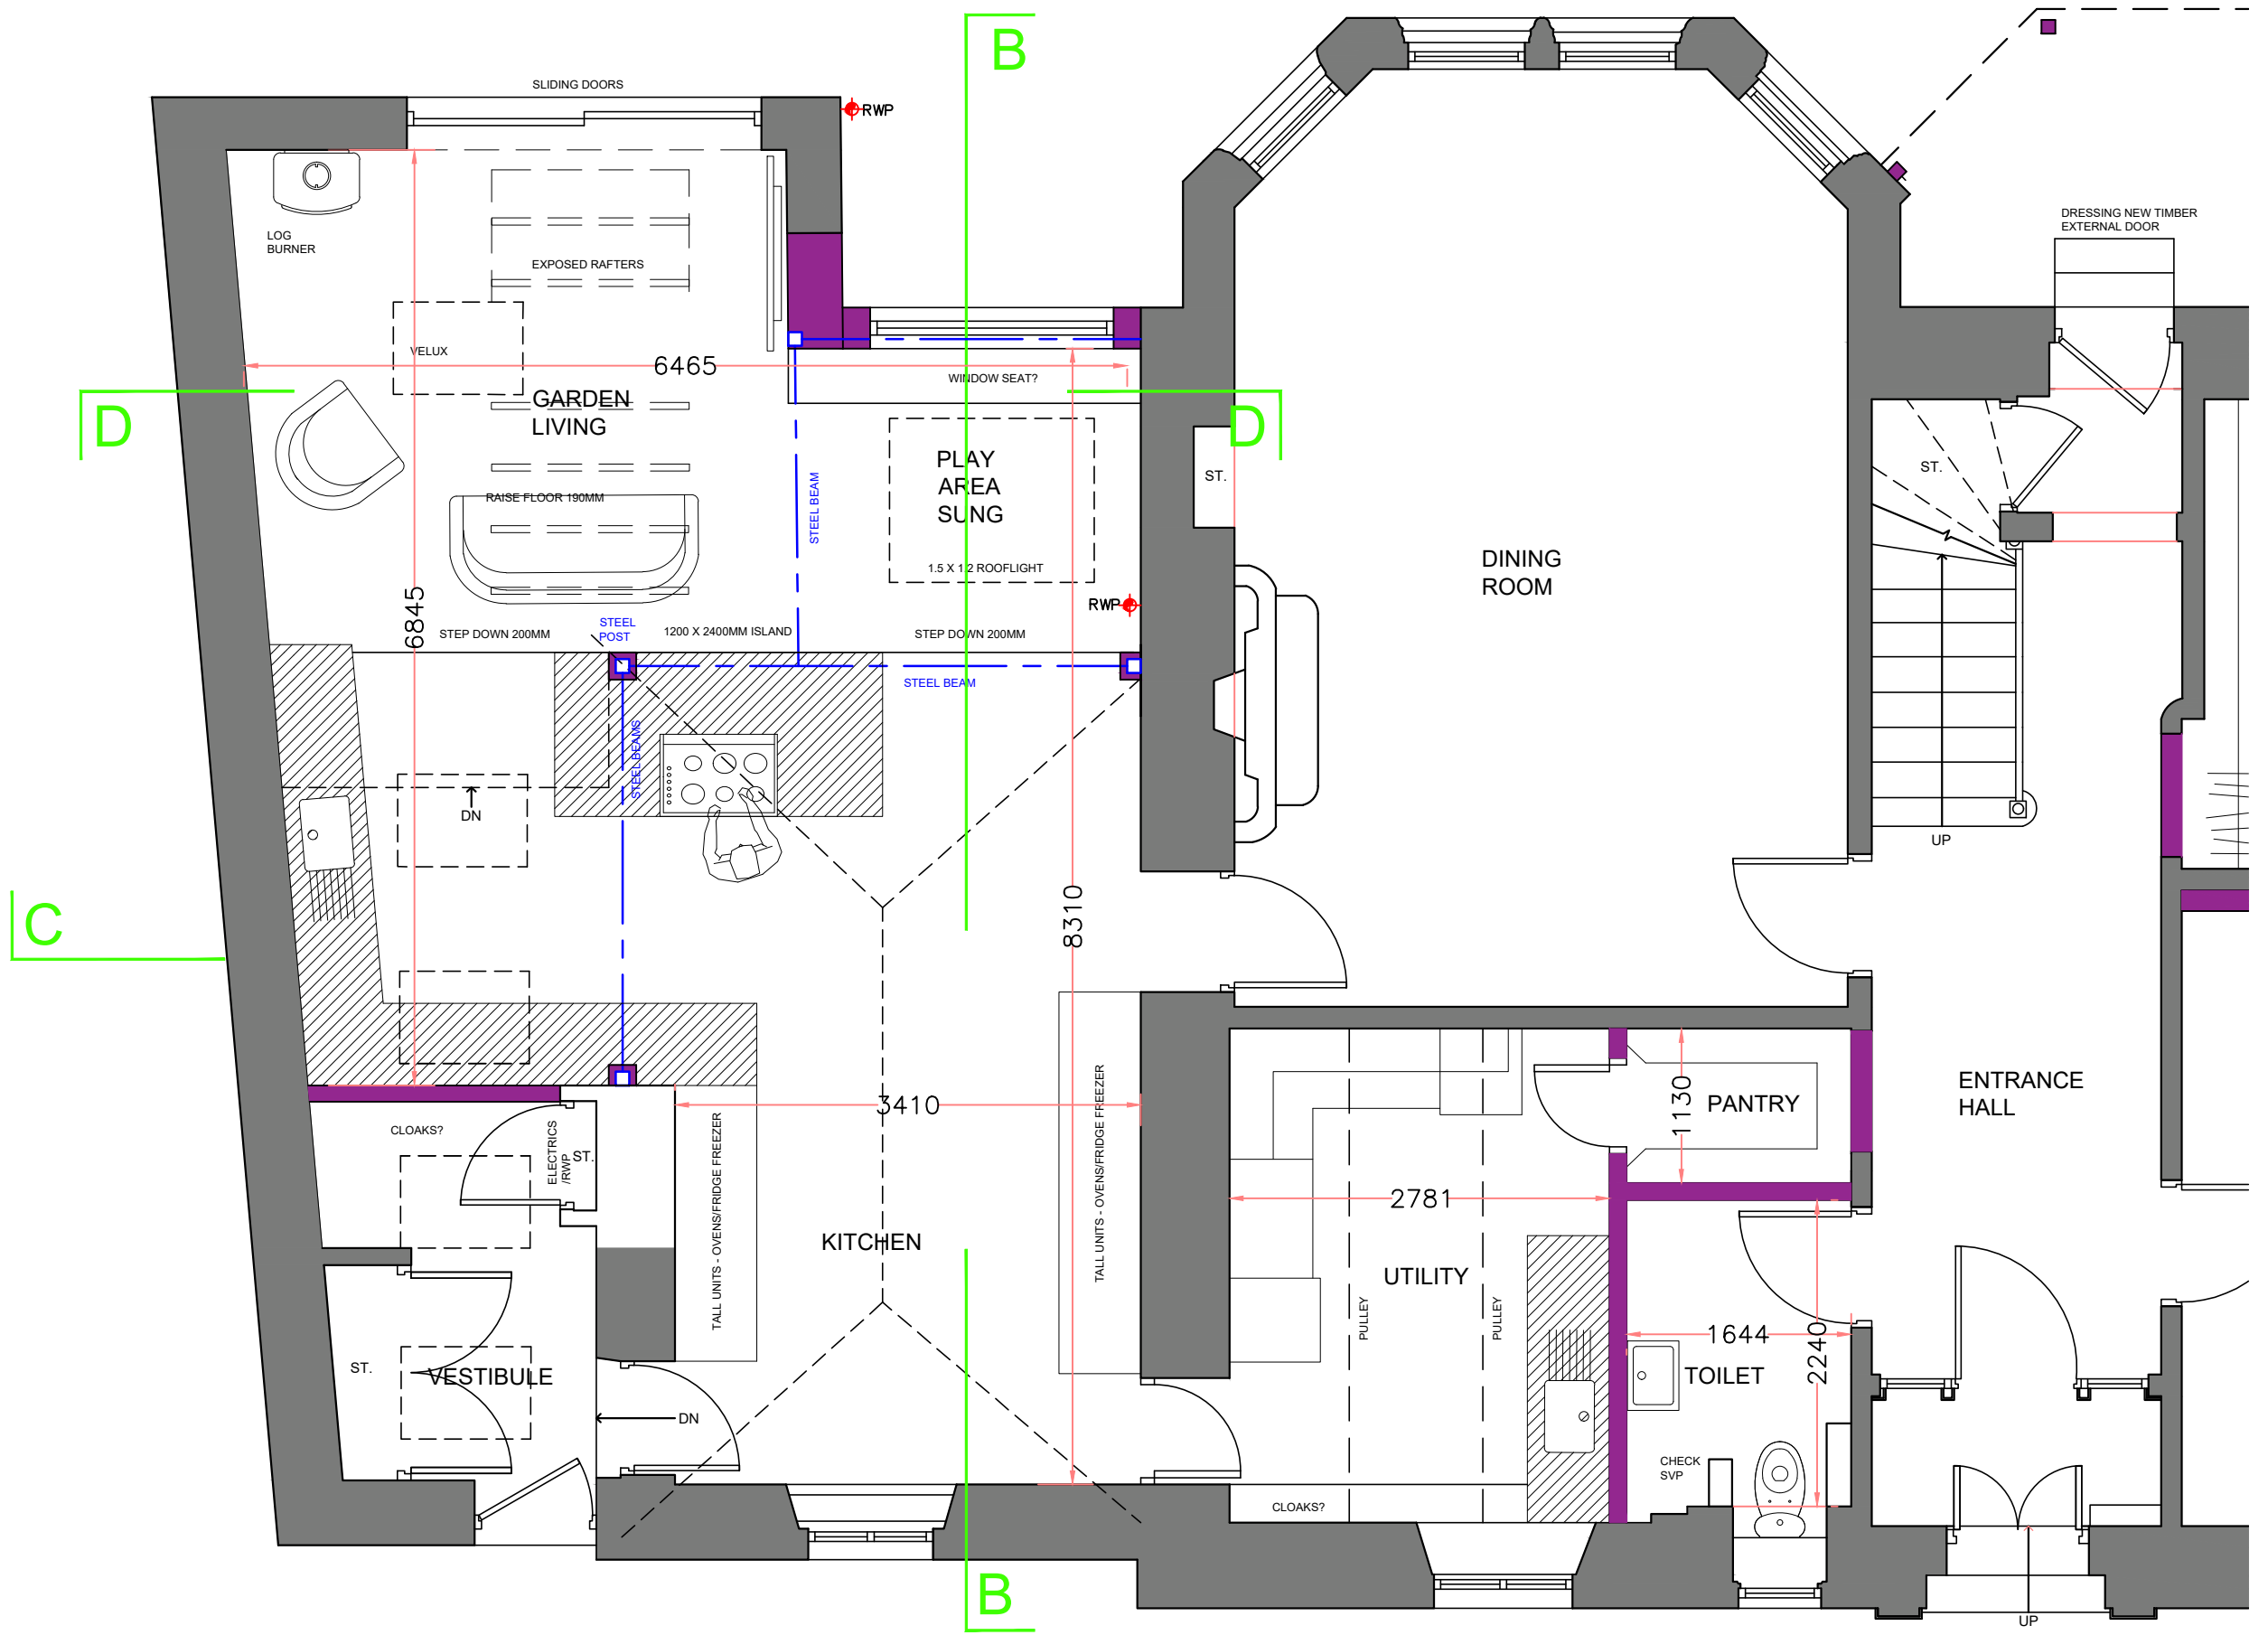 B
SLIDING DOORS
RWP
LOG
BURNER
EXPOSED RAFTERS
DRESSING NEW TIMBER
EXTERNAL DOOR
VELUX
6465
WINDOW SEAT?
GARDEN
LIVING
D
D
PLAY
AREA
SUNG
ST.
ST.
RAISE FLOOR 190MM
STEEL BEAM
1.5 X 1.2 ROOFLIGHT
DINING
ROOM
RWP
6845
STEP DOWN 200MM
STEEL
POST
1200 X 2400MM ISLAND
STEP DOWN 200MM
STEEL BEAM
STEEL BEAMS
DN
UP
C
8310
3410
TALL UNITS - OVENS/FRIDGE FREEZER
TALL UNITS - OVENS/FRIDGE FREEZER
1130
PANTRY
ENTRANCE
HALL
CLOAKS?
ELECTRICS
/RWP
ST.
2781
KITCHEN
UTILITY
PULLEY
PULLEY
1644
2240
TOILET
ST.
VESTIBULE
DN
CHECK
SVP
CLOAKS?
B
UP